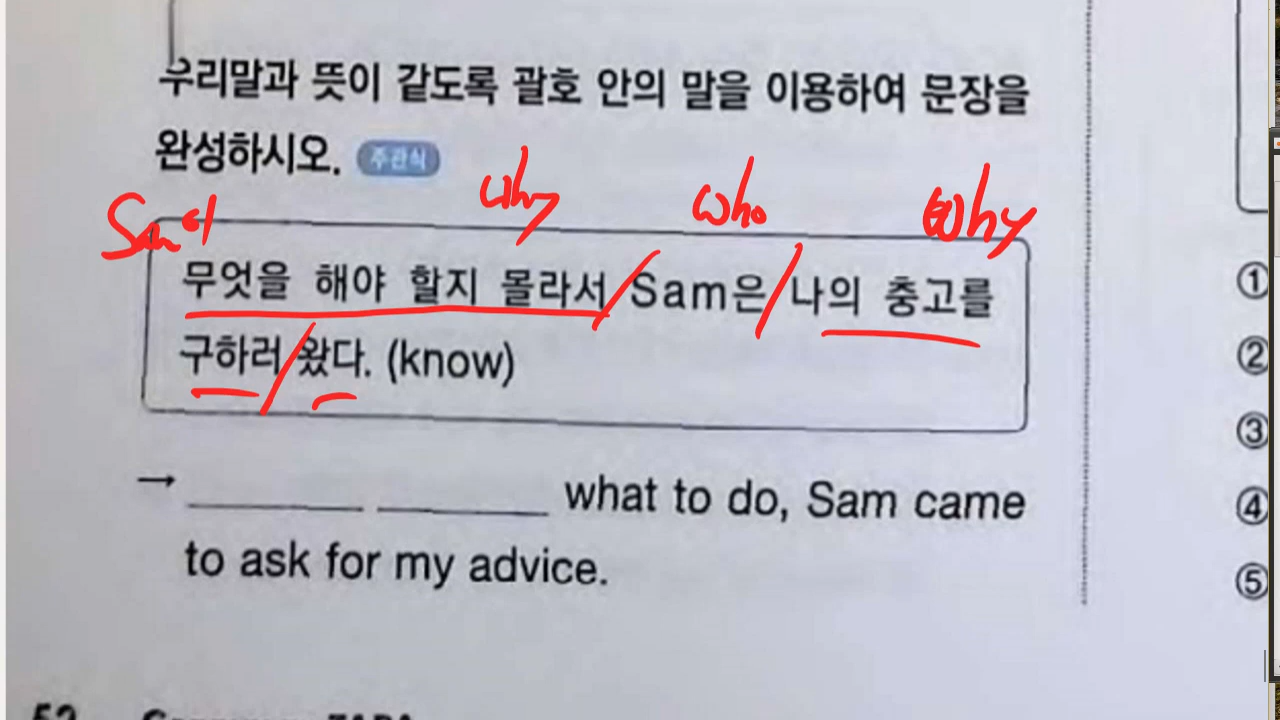 우리말과 뜻이 같도록 괄호 안의 말을 이용하여 문장을
완성하시오. 주관식
Sam이 why who why
무엇을 해야 할지 몰라서 Sam은 나의 충고를
구하러 왔다. (know)
→ ________ ________ what to do, Sam came
to ask for my advice.
①
②
③
④
⑤